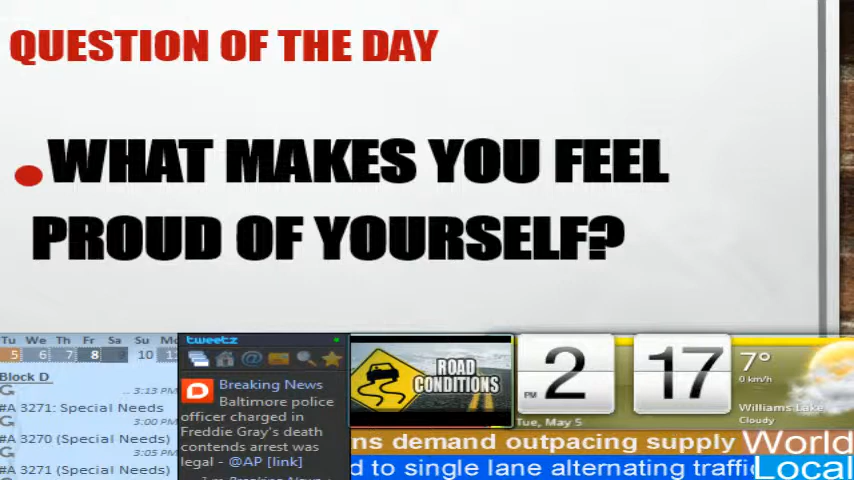 QUESTION OF THE DAY
•WHAT MAKES YOU FEEL
PROUD OF YOURSELF?
Tu We Th Fr Sa Su Mo
5 6 7 8 9 10
Block D
.. 3:13 PM
#A 3271: Special Needs
3:00 PM
#A 3270 (Special Needs)
3:05 PM
#A 3271 (Special Needs)
tweetz
Breaking News
Baltimore police
officer charged in
Freddie Gray's death
contends arrest was
legal - @AP [link]
ROAD
CONDITIONS
PM
2 17
Tue, May 5
7°
0 km/h
Williams Lake
Cloudy
ns demand outpacing supply World
d to single lane alternating traffic Local